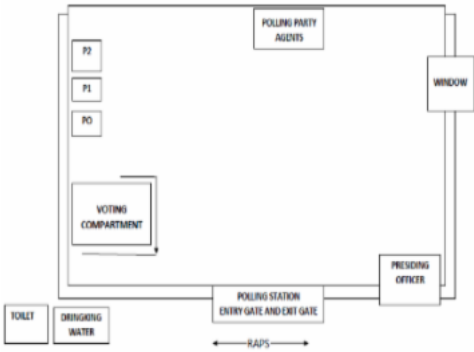 POLLING PARTY
AGENTS
P2
WINDOW
P1
PO
VOTING
COMPARTMENT
PRESIDING
OFFICER
POLLING STATION
ENTRY GATE AND EXIT GATE
TOILET
DRINGKING
WATER
RAPS